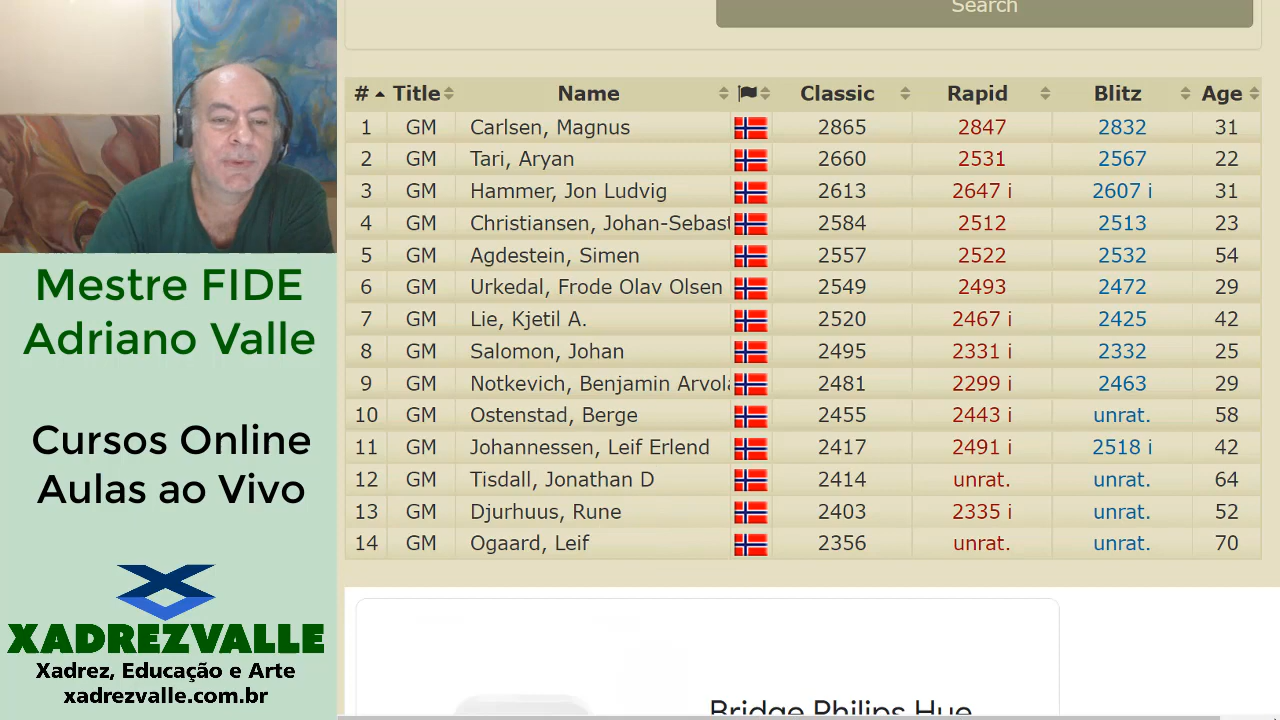 Search
# Title Name Classic Rapid Blitz Age
1 GM Carlsen, Magnus 2865 2847 2832 31
2 GM Tari, Aryan 2660 2531 2567 22
3 GM Hammer, Jon Ludvig 2613 2647 i 2607 i 31
4 GM Christiansen, Johan-Sebast 2584 2512 2513 23
5 GM Agdestein, Simen 2557 2522 2532 54
6 GM Urkedal, Frode Olav Olsen 2549 2493 2472 29
7 GM Lie, Kjetil A. 2520 2467 i 2425 42
8 GM Salomon, Johan 2495 2331 i 2332 25
9 GM Notkevich, Benjamin Arvola 2481 2299 i 2463 29
10 GM Ostenstad, Berge 2455 2443 i unrat. 58
11 GM Johannessen, Leif Erlend 2417 2491 i 2518 i 42
12 GM Tisdall, Jonathan D 2414 unrat. unrat. 64
13 GM Djurhuus, Rune 2403 2335 i unrat. 52
14 GM Ogaard, Leif 2356 unrat. unrat. 70
Bridge Philips Hue
Mestre FIDE
Adriano Valle
Cursos Online
Aulas ao Vivo
XADREZVALLE
Xadrez, Educação e Arte
xadrezvalle.com.br